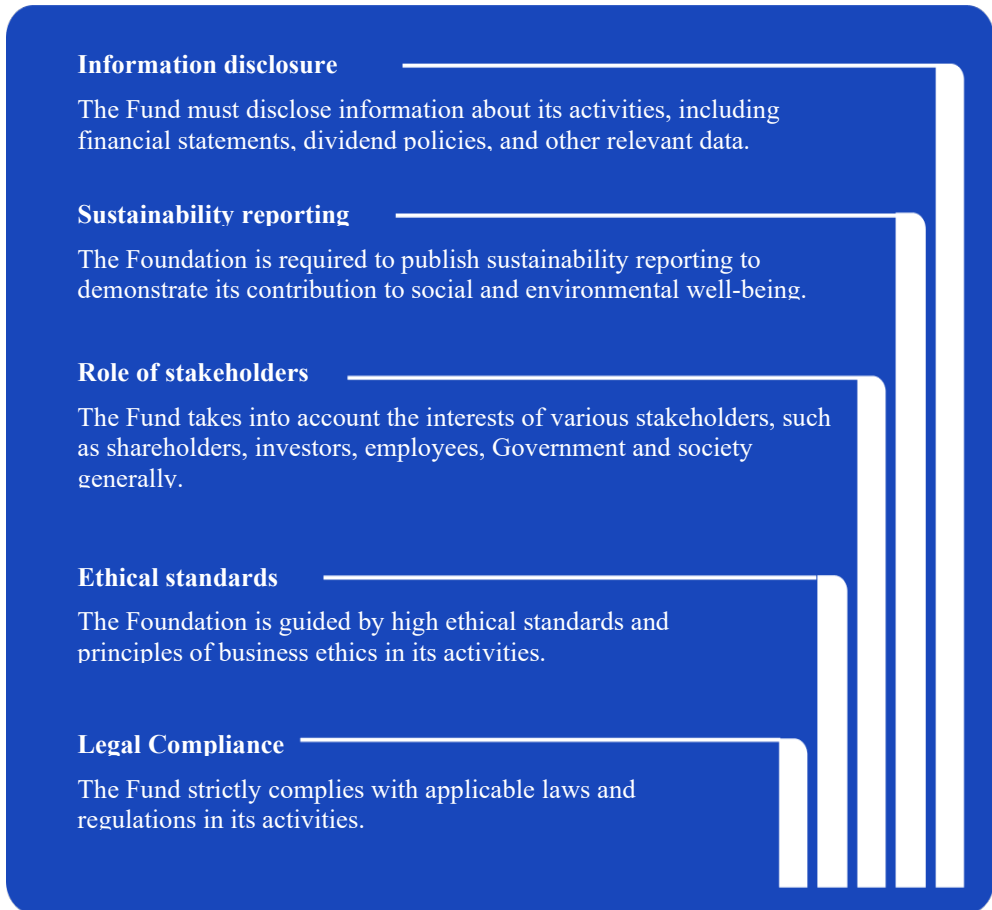 Information disclosure
The Fund must disclose information about its activities, including
financial statements, dividend policies, and other relevant data.
Sustainability reporting
The Foundation is required to publish sustainability reporting to
demonstrate its contribution to social and environmental well-being.
Role of stakeholders
The Fund takes into account the interests of various stakeholders, such
as shareholders, investors, employees, Government and society
generally.
Ethical standards
The Foundation is guided by high ethical standards and
principles of business ethics in its activities.
Legal Compliance
The Fund strictly complies with applicable laws and
regulations in its activities.